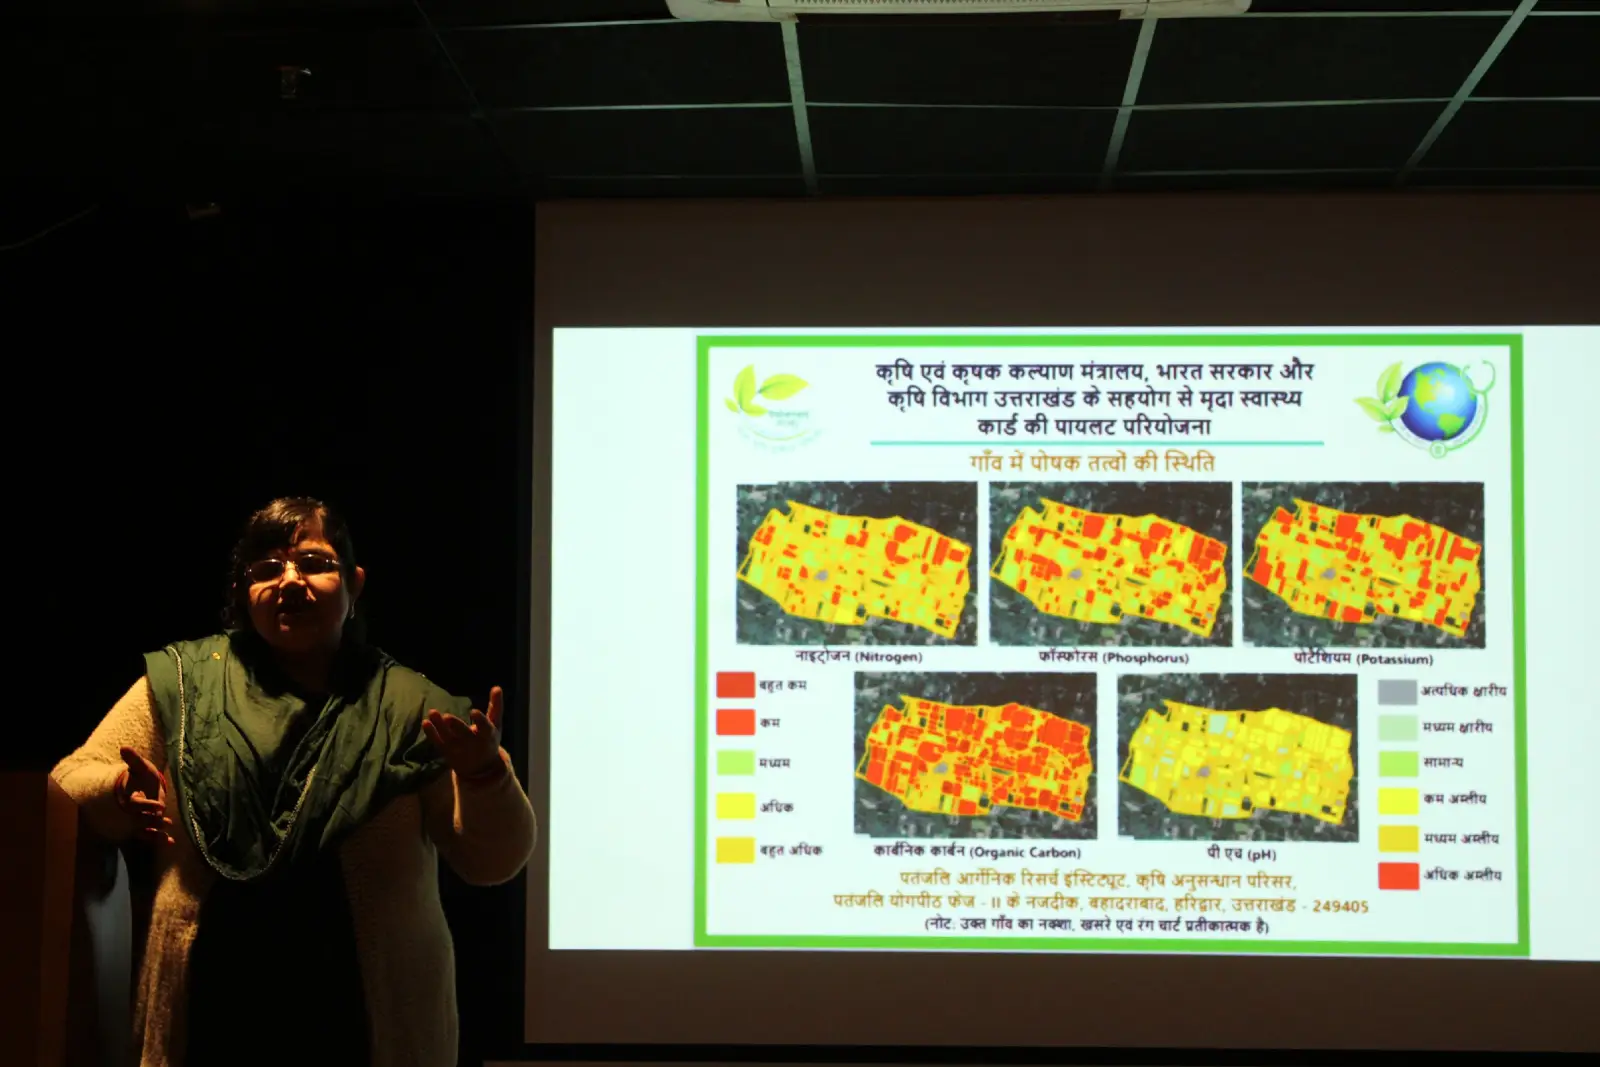 कृषि एवं कृषक कल्याण मंत्रालय, भारत सरकार और
कृषि विभाग उत्तराखंड के सहयोग से मृदा स्वास्थ्य
कार्ड की पायलट परियोजना
गाँव में पोषक तत्वों की स्थिति
नाइट्रोजन (Nitrogen)
फॉस्फोरस (Phosphorus)
पोटैशियम (Potassium)
बहुत कम
कम
मध्यम
अधिक
बहुत अधिक
कार्बनिक कार्बन (Organic Carbon)
पी एच (pH)
अत्यधिक क्षारीय
मध्यम क्षारीय
सामान्य
कम अम्लीय
मध्यम अम्लीय
अधिक अम्लीय
पतंजलि आर्गेनिक रिसर्च इंस्टिट्यूट, कृषि अनुसन्धान परिसर,
पतंजलि योगपीठ फेज - II के नजदीक, बहादराबाद, हरिद्वार, उत्तराखंड - 249405
(नोट: उक्त गाँव का नक्शा, खसरे एवं रंग चार्ट प्रतीकात्मक है)